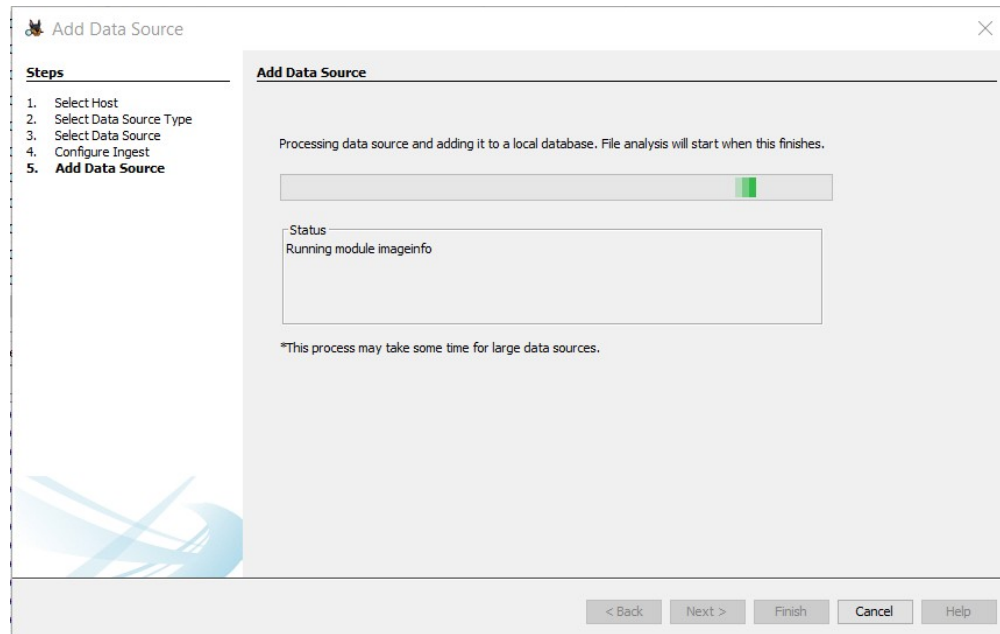 Add Data Source
Steps
1. Select Host
2. Select Data Source Type
3. Select Data Source
4. Configure Ingest
5. Add Data Source
Add Data Source
Processing data source and adding it to a local database. File analysis will start when this finishes.
Status
Running module imageinfo
*This process may take some time for large data sources.
< Back
Next >
Finish
Cancel
Help